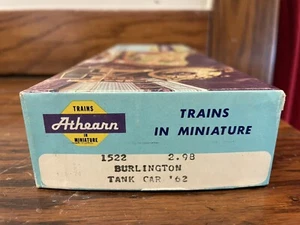 TRAINS
Athearn
IN
MINIATURE
TRAINS
IN MINIATURE
1522 2.98
BURLINGTON
TANK CAR '62